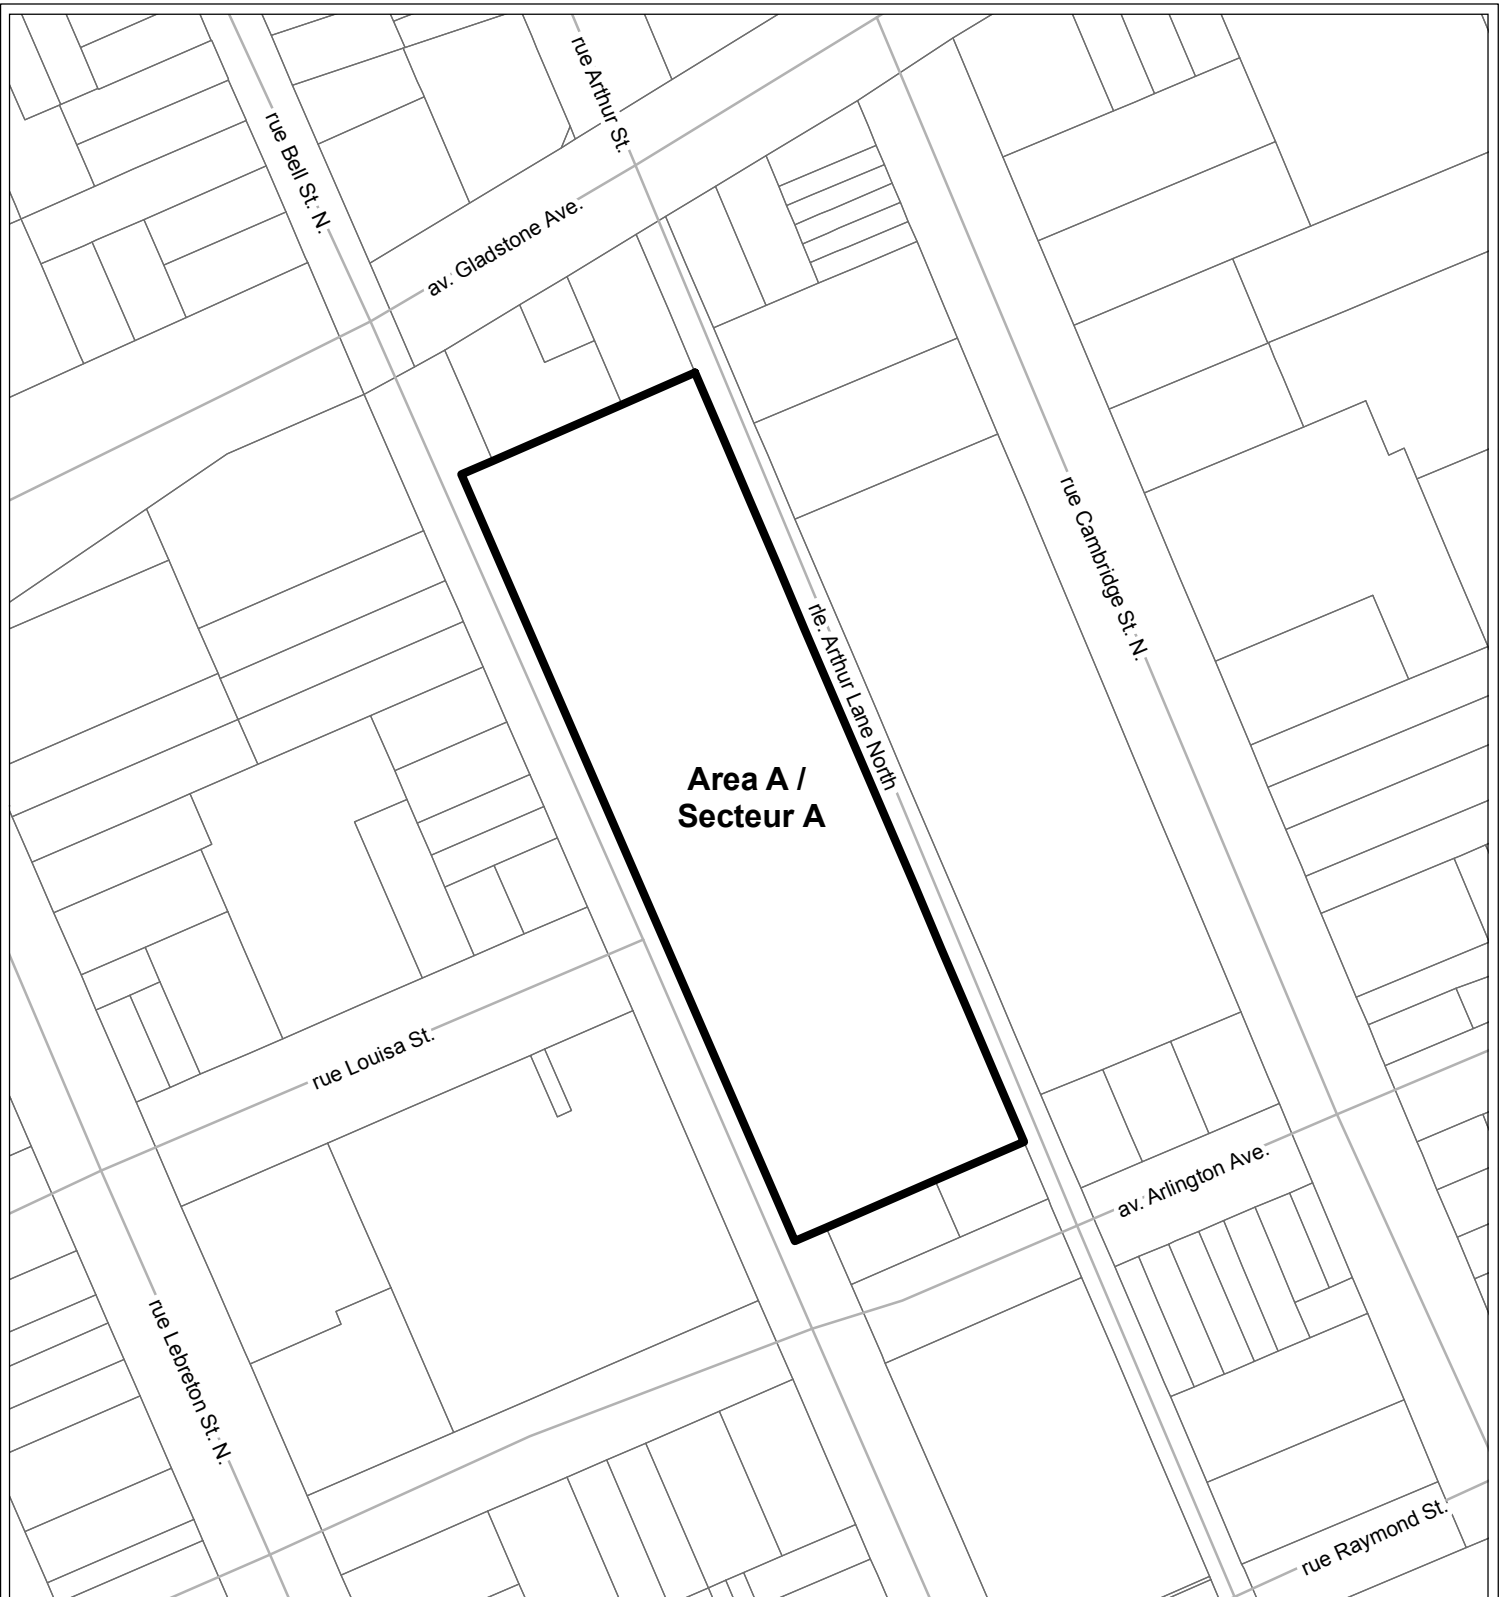 rue Arthur St.
rue Bell St. N.
av. Gladstone Ave.
rue Cambridge St. N.
rle. Arthur Lane North
Area A /
Secteur A
rue Louisa St.
av. Arlington Ave.
rue Lebreton St. N.
rue Raymond St.